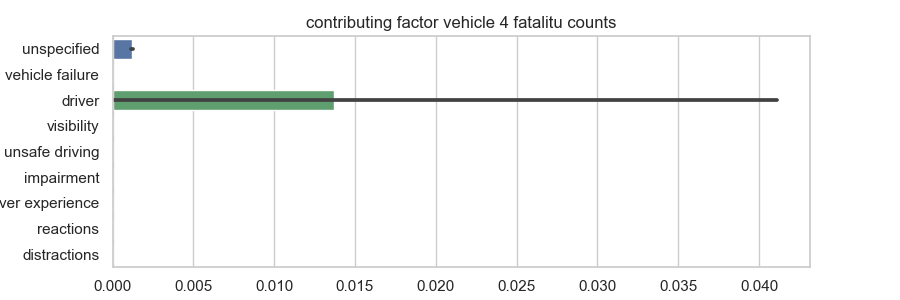 contributing factor vehicle 4 fatalitu counts
unspecified
vehicle failure
driver
visibility
unsafe driving
impairment
ver experience
reactions
distractions
0.000 0.005 0.010 0.015 0.020 0.025 0.030 0.035 0.040